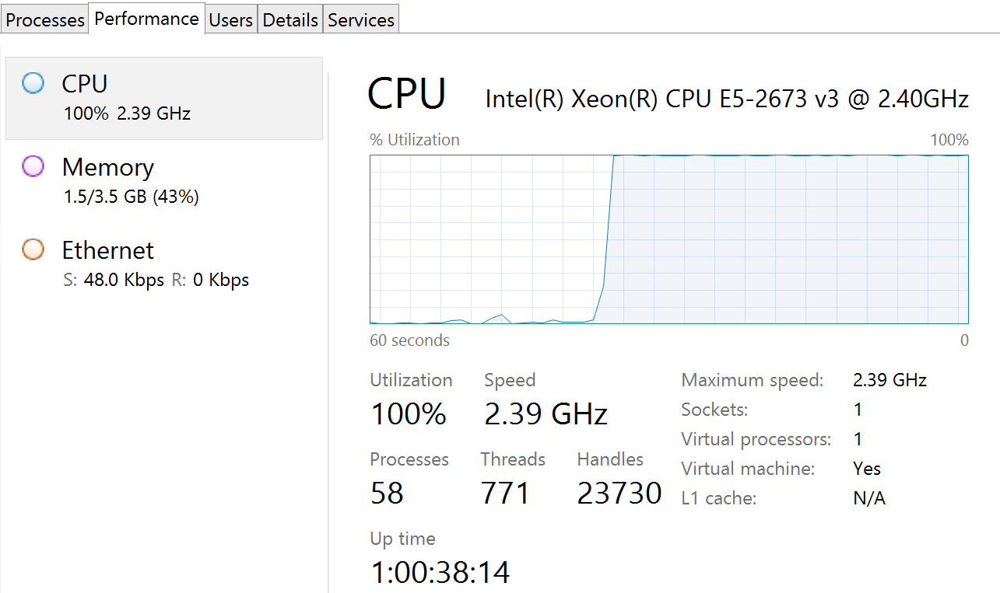 Processes Performance Users Details Services
CPU
100% 2.39 GHz
Memory
1.5/3.5 GB (43%)
Ethernet
S: 48.0 Kbps R: 0 Kbps
CPU Intel(R) Xeon(R) CPU E5-2673 v3 @ 2.40GHz
% Utilization 100%
60 seconds 0
Utilization Speed
100% 2.39 GHz
Processes Threads Handles
58 771 23730
Up time
1:00:38:14
Maximum speed: 2.39 GHz
Sockets: 1
Virtual processors: 1
Virtual machine: Yes
L1 cache: N/A